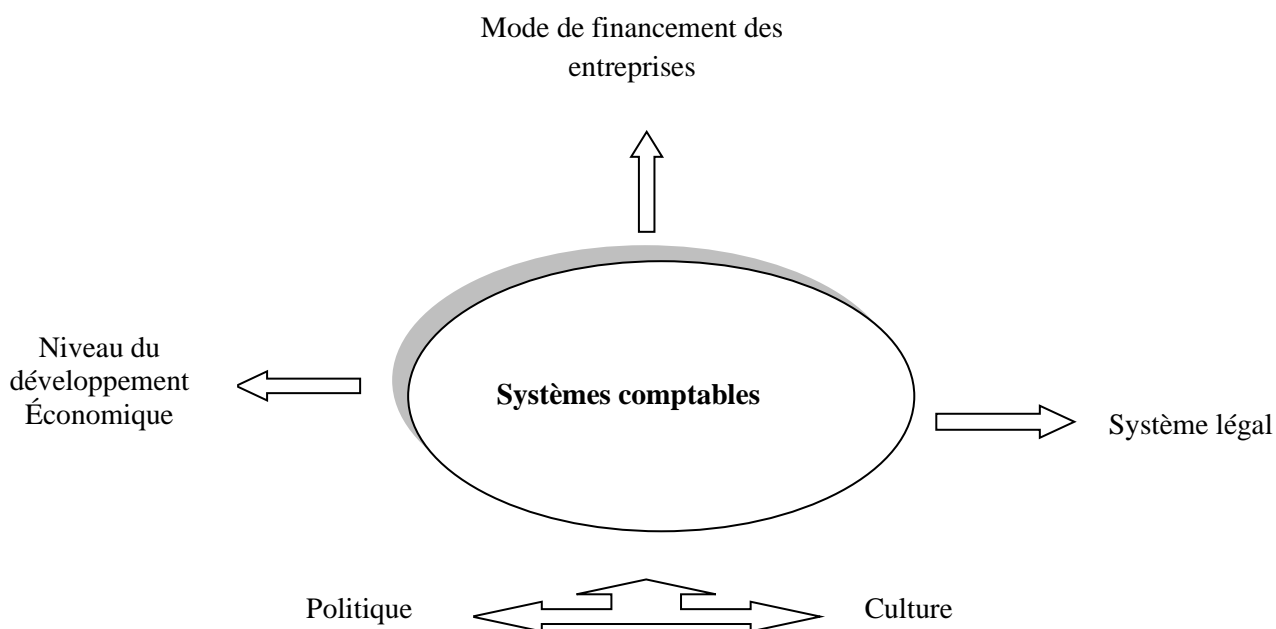 Mode de financement des
entreprises
Niveau du
développement
Économique
Systèmes comptables
Système légal
Politique
Culture